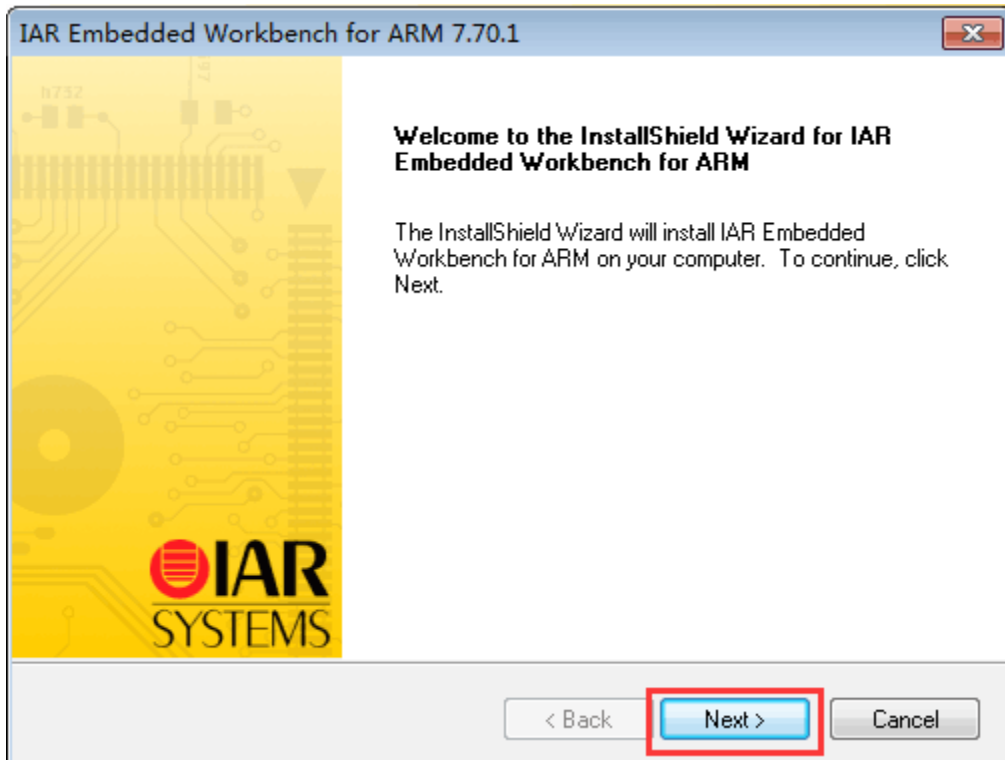 IAR Embedded Workbench for ARM 7.70.1
h732
Welcome to the InstallShield Wizard for IAR
Embedded Workbench for ARM
The InstallShield Wizard will install IAR Embedded
Workbench for ARM on your computer.  To continue, click
Next.
IAR
SYSTEMS
< Back
Next >
Cancel